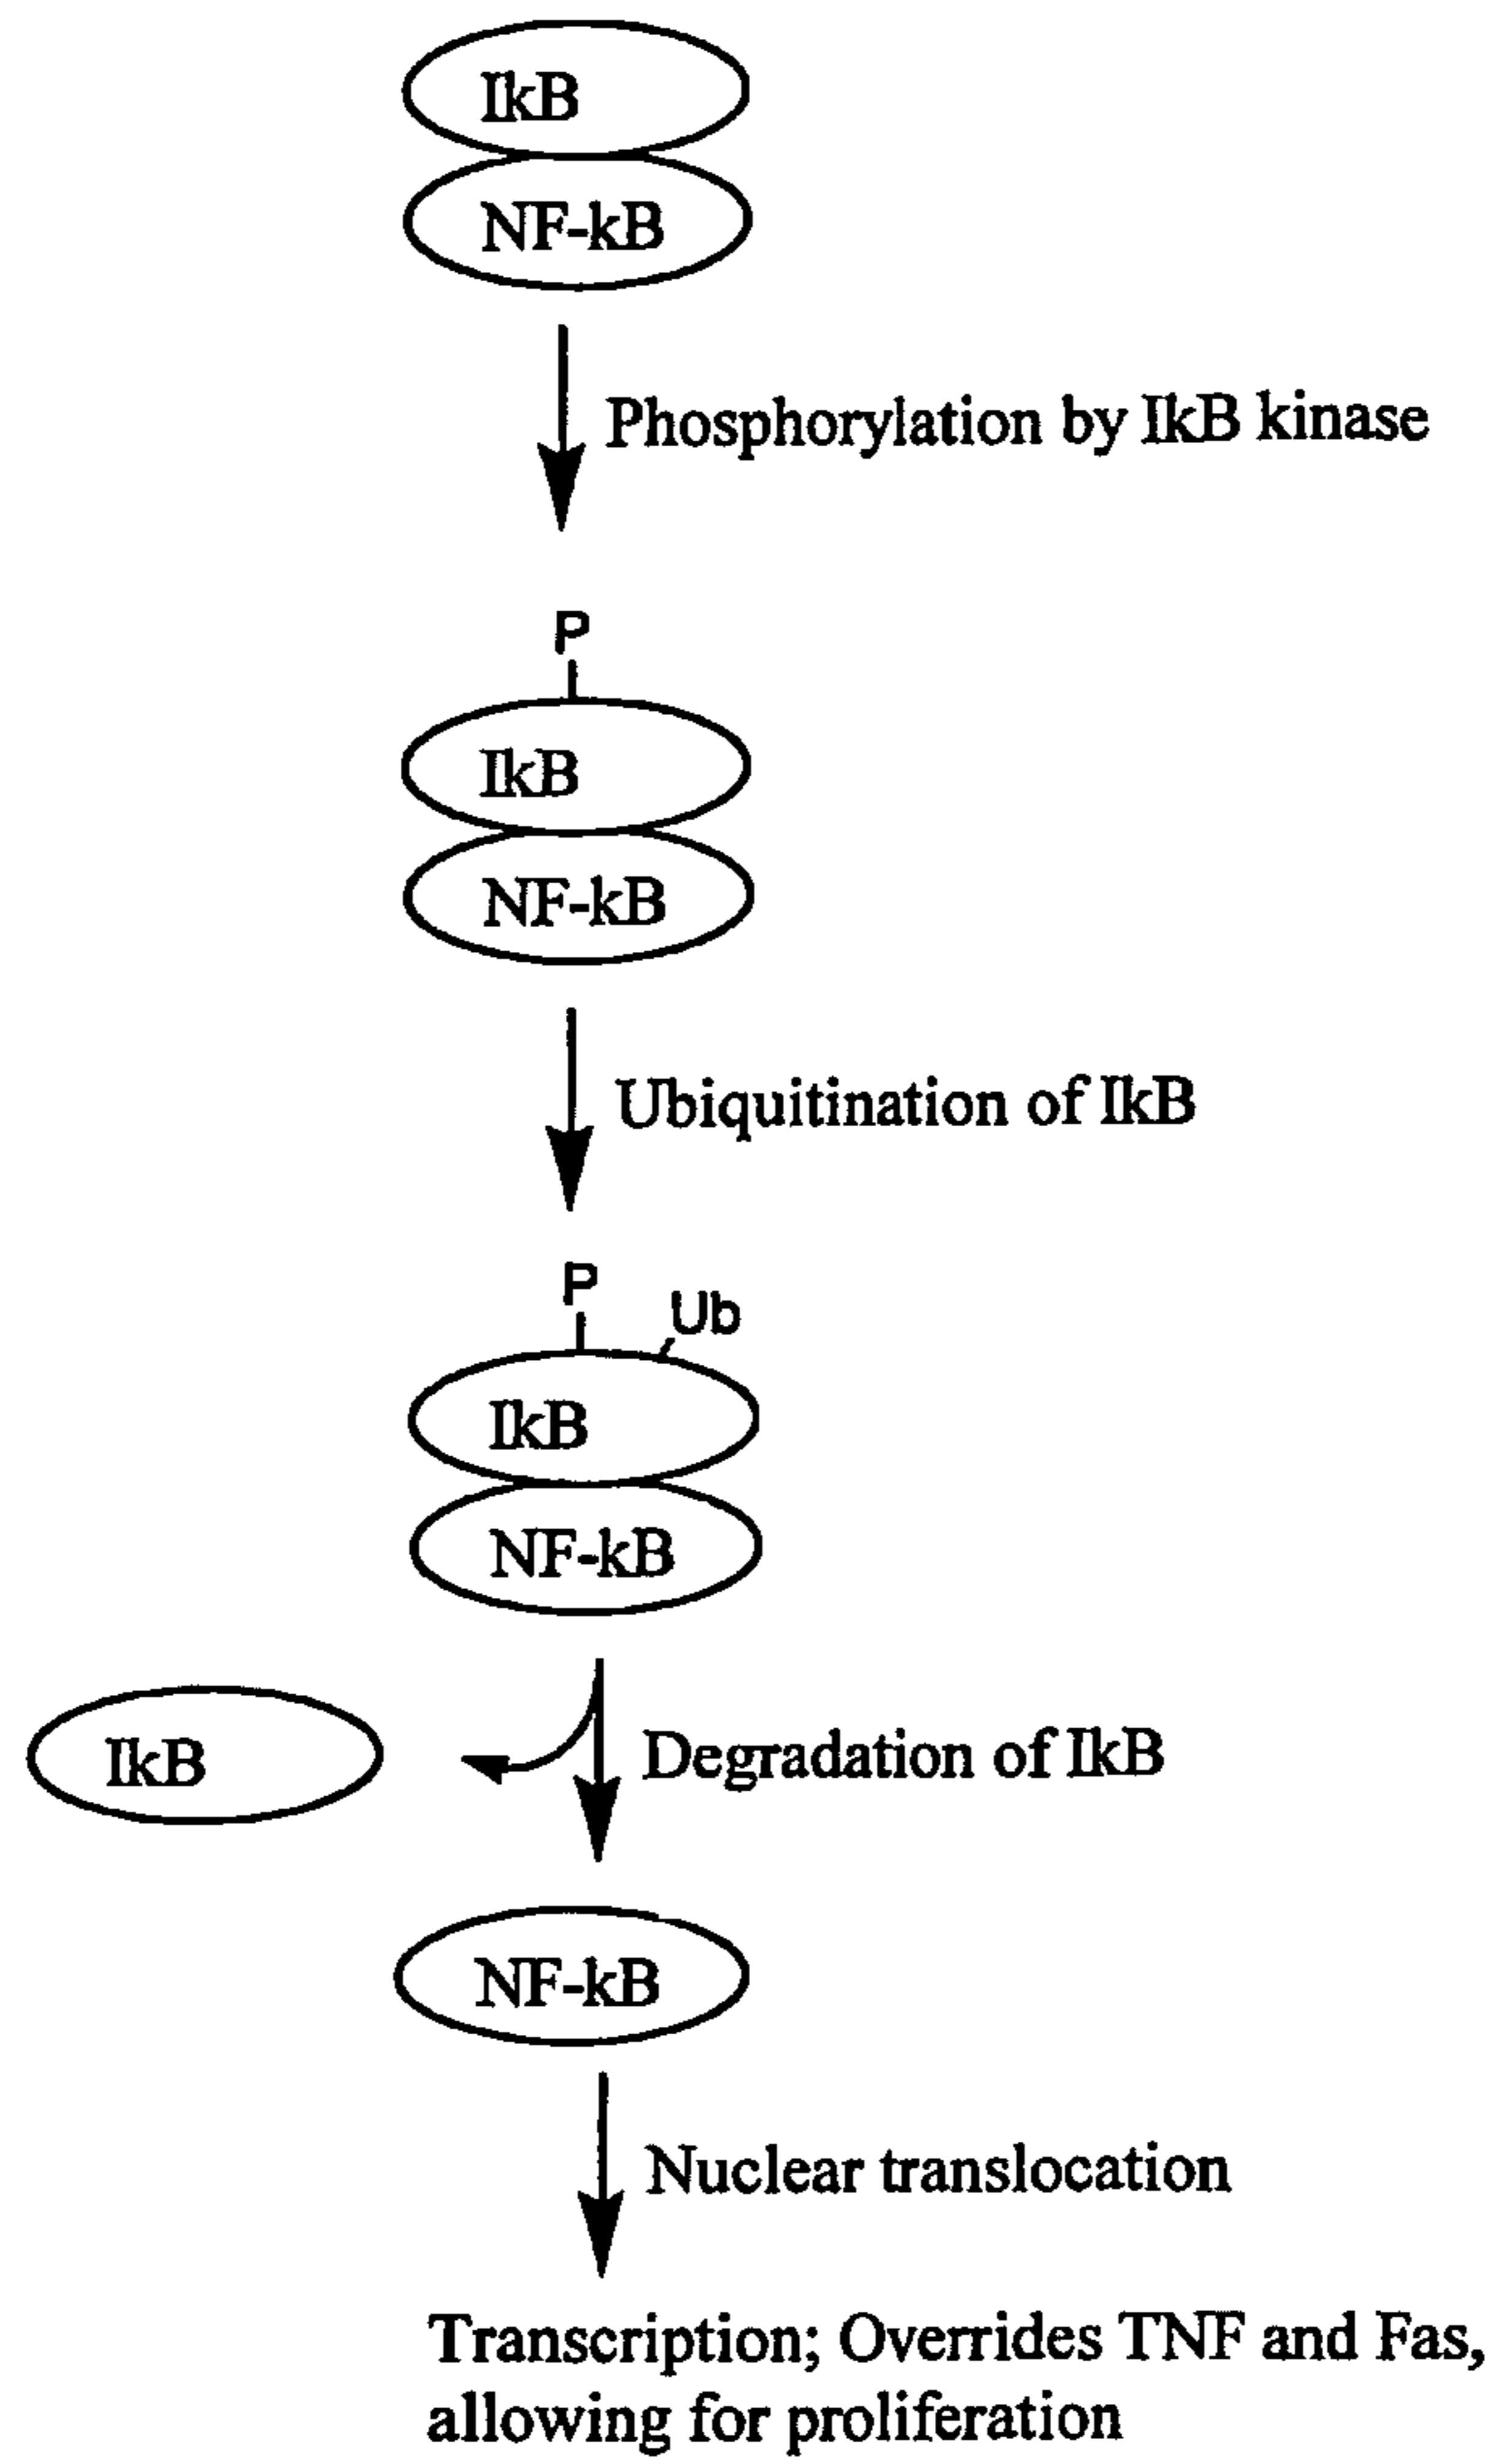 IkB
NF-kB
Phosphorylation by IkB kinase
P
IkB
NF-kB
Ubiquitination of IkB
P
Ub
IkB
NF-kB
IkB
Degradation of IkB
NF-kB
Nuclear translocation
Transcription; Overrides TNF and Fas,
allowing for proliferation